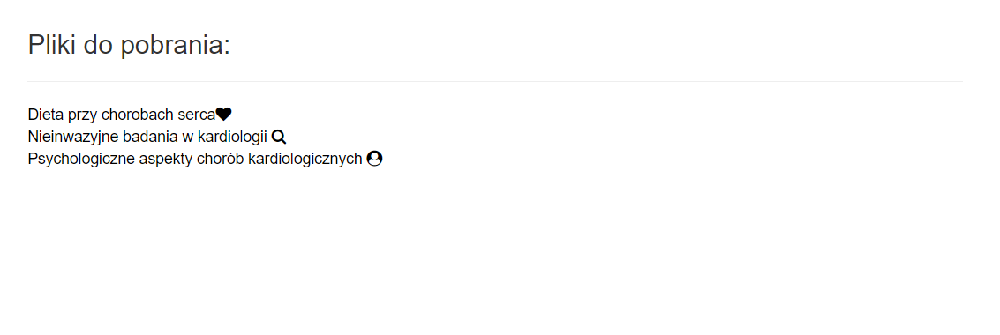 Pliki do pobrania:
Dieta przy chorobach serca
Nieinwazyjne badania w kardiologii
Psychologiczne aspekty chorób kardiologicznych